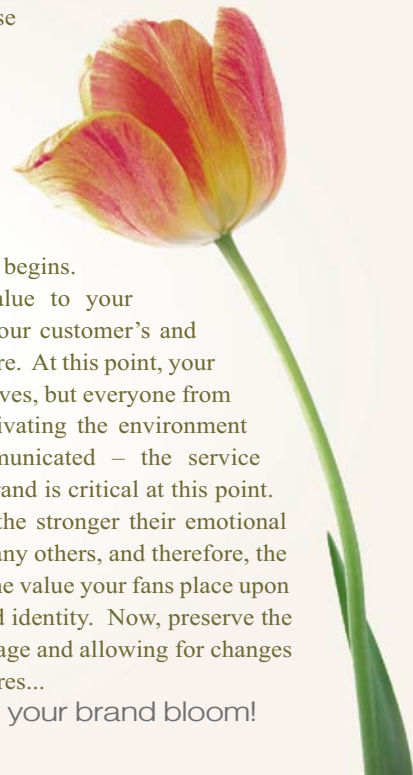 se
begins.
alue to your
our customer's and
re. At this point, your
ves, but everyone from
ivating the environment
municated – the service
rand is critical at this point.
the stronger their emotional
any others, and therefore, the
he value your fans place upon
d identity. Now, preserve the
age and allowing for changes
res...
your brand bloom!